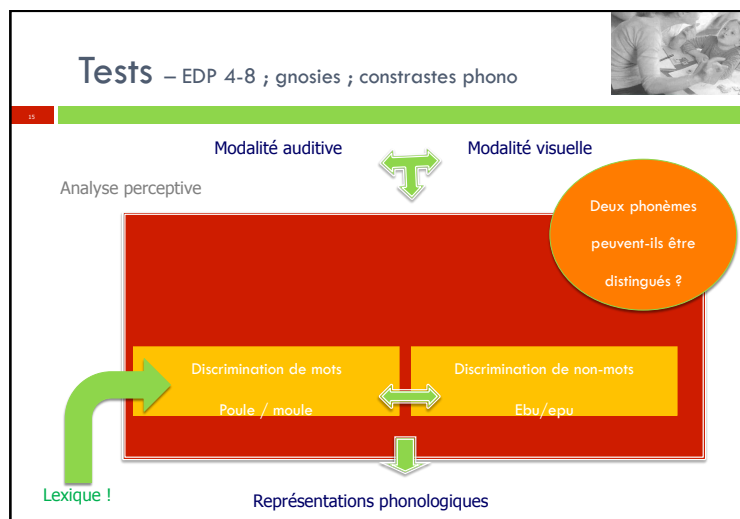 Tests – EDP 4-8 ; gnosies ; constrastes phono
15
Modalité auditive
Modalité visuelle
Analyse perceptive
Deux phonèmes
peuvent-ils être
distingués ?
Discrimination de mots
Poule / moule
Discrimination de non-mots
Ebu/epu
Lexique !
Représentations phonologiques